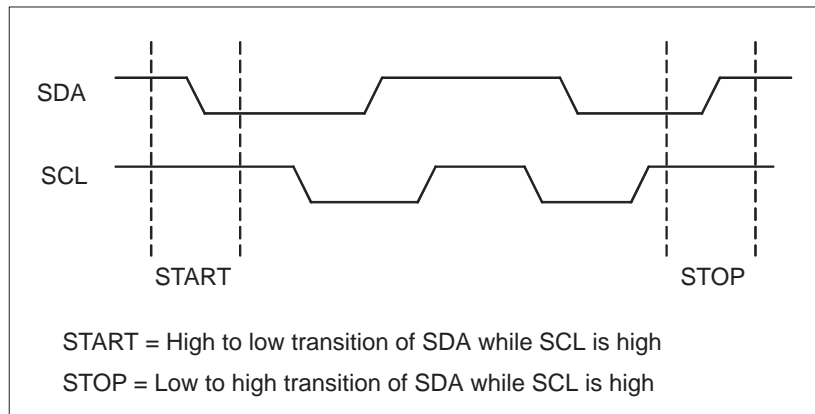 SDA
SCL
START
STOP
START = High to low transition of SDA while SCL is high
STOP = Low to high transition of SDA while SCL is high